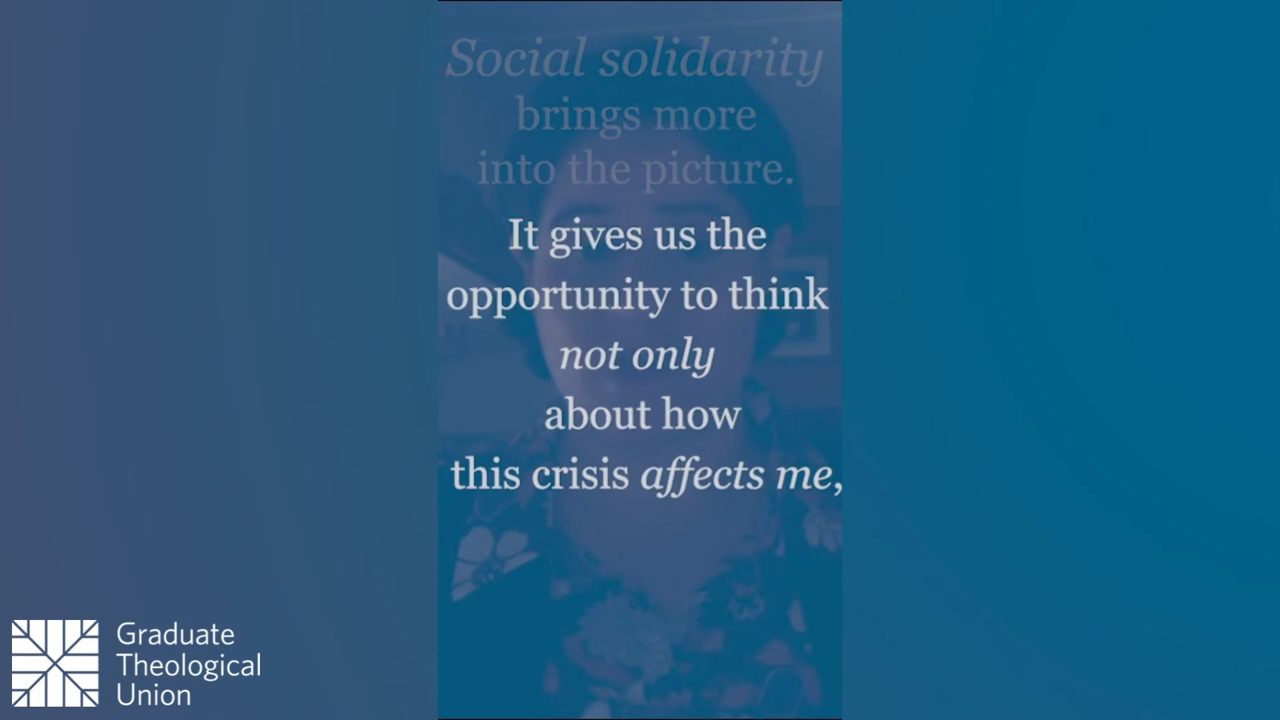 Social solidarity
brings more
into the picture.
It gives us the
opportunity to think
not only
about how
this crisis affects me,
Graduate
Theological
Union